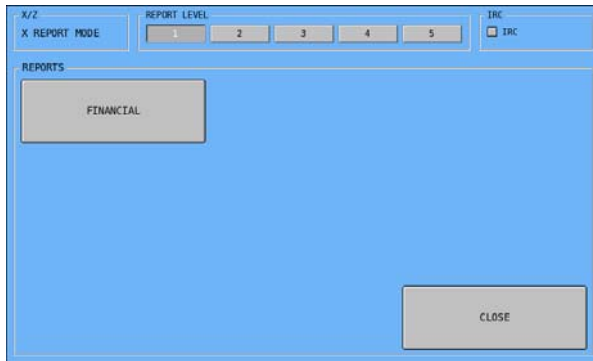 X/Z
X REPORT MODE
REPORT LEVEL
1 2 3 4 5
IRC
IRC
REPORTS
FINANCIAL
CLOSE